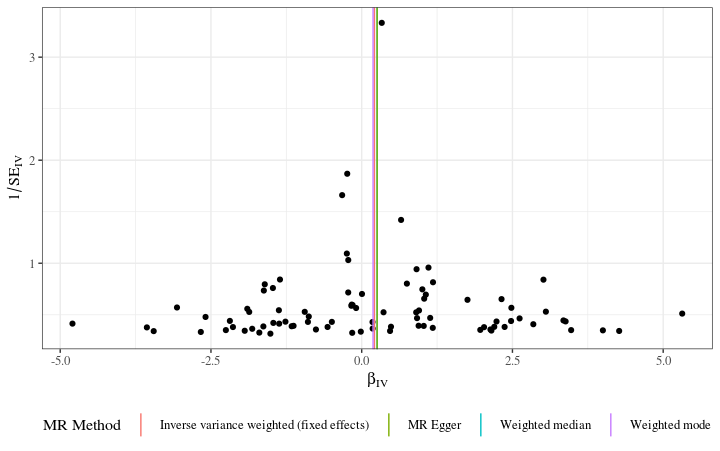 3
2
1
1/SE_IV
-5.0 -2.5 0.0 2.5 5.0
β_IV
MR Method Inverse variance weighted (fixed effects) MR Egger Weighted median Weighted mode